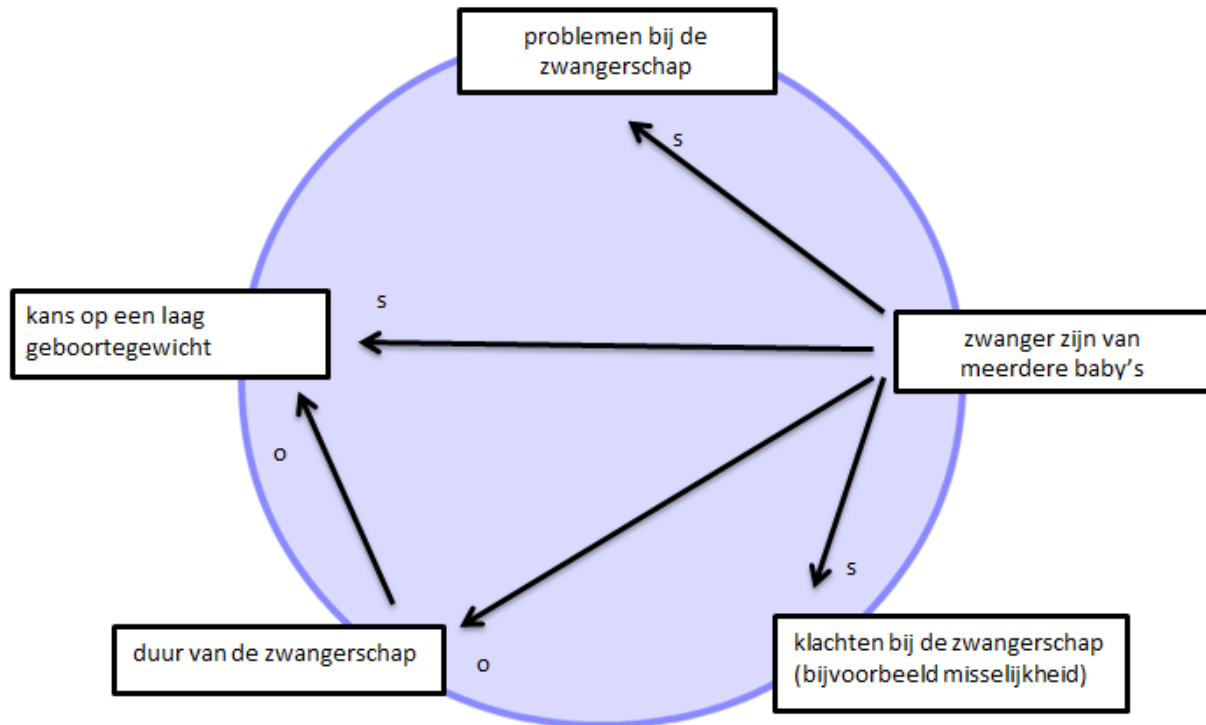 problemen bij de
zwangerschap
s
kans op een laag
geboortegewicht
s
zwanger zijn van
meerdere baby's
o
s
duur van de zwangerschap
o
klachten bij de zwangerschap
(bijvoorbeeld misselijkheid)